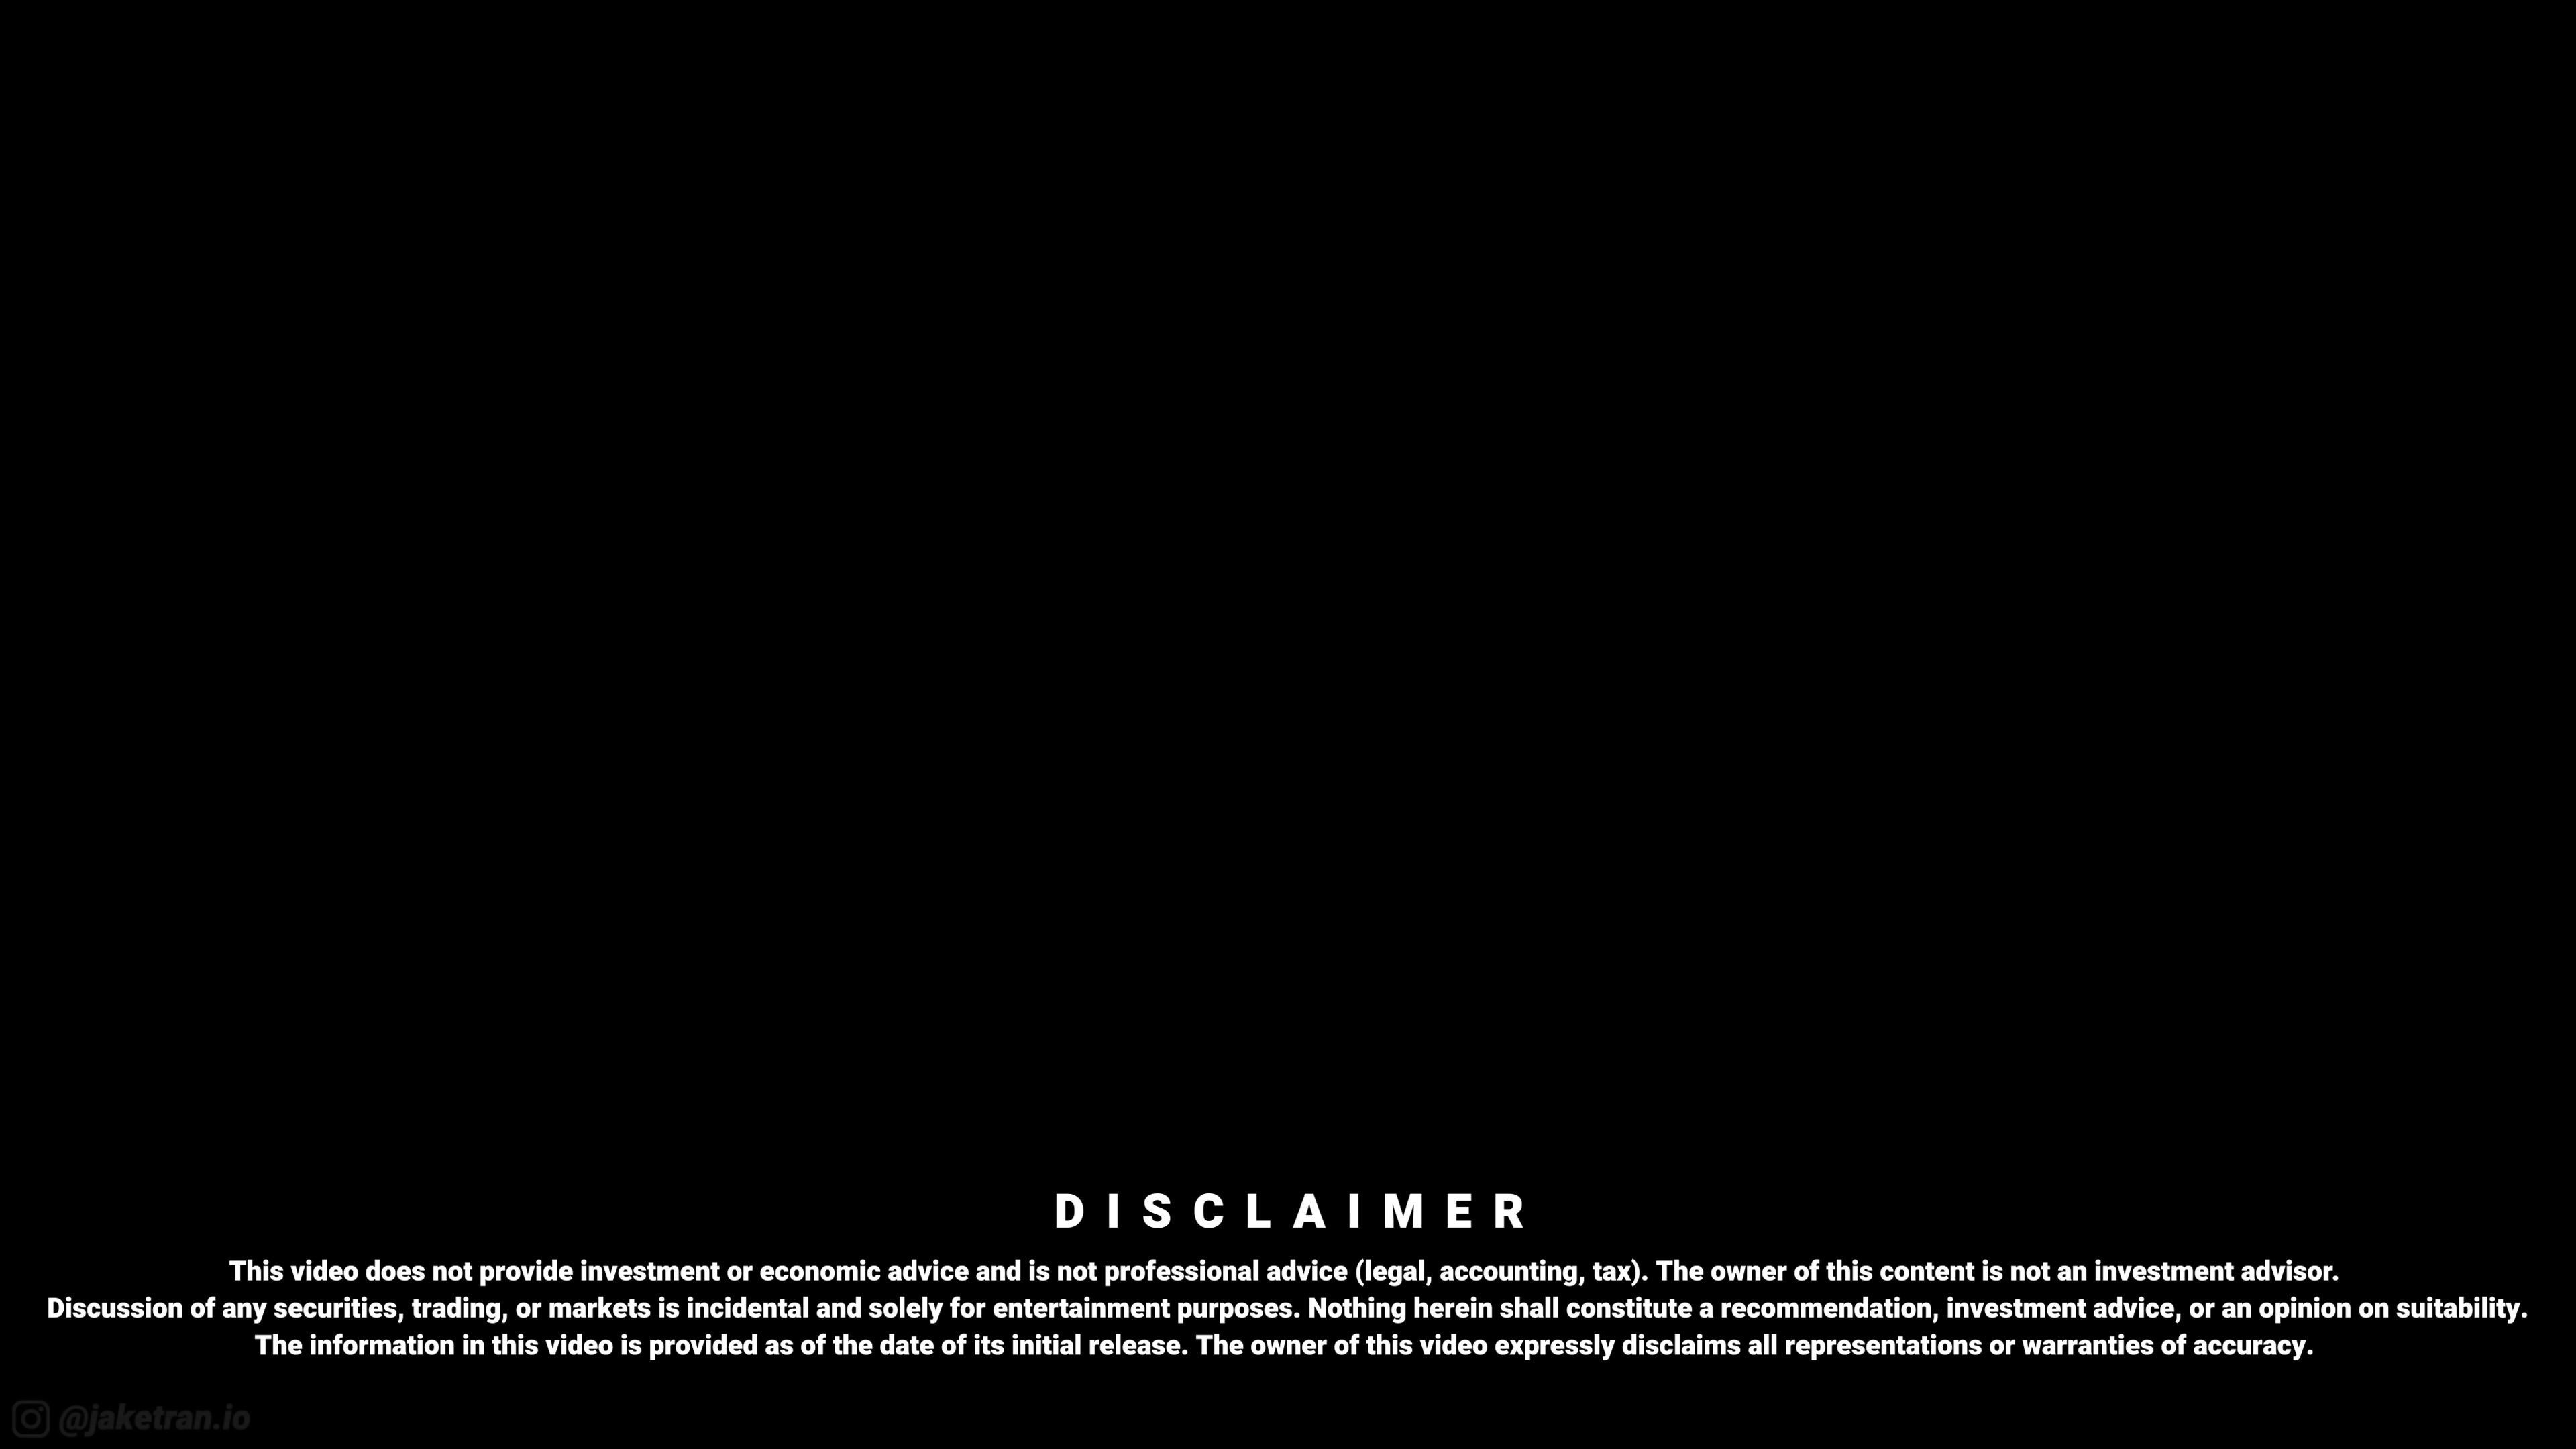 DISCLAIMER
This video does not provide investment or economic advice and is not professional advice (legal, accounting, tax). The owner of this content is not an investment advisor.
Discussion of any securities, trading, or markets is incidental and solely for entertainment purposes. Nothing herein shall constitute a recommendation, investment advice, or an opinion on suitability.
The information in this video is provided as of the date of its initial release. The owner of this video expressly disclaims all representations or warranties of accuracy.
@jaketran.io